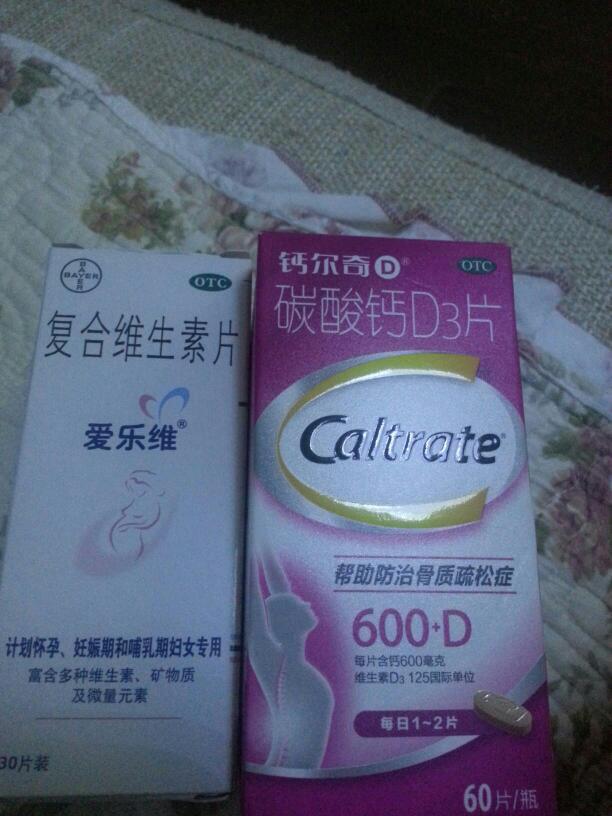 BAYER
BAYER
OTC
复合维生素片
爱乐维®
计划怀孕、妊娠期和哺乳期妇女专用
富含多种维生素、矿物质
及微量元素
30片装
钙尔奇D®
OTC
碳酸钙D3片
Caltrate®
帮助防治骨质疏松症
600+D
每片含钙600毫克
维生素D3 125国际单位
每日1~2片
60片/瓶